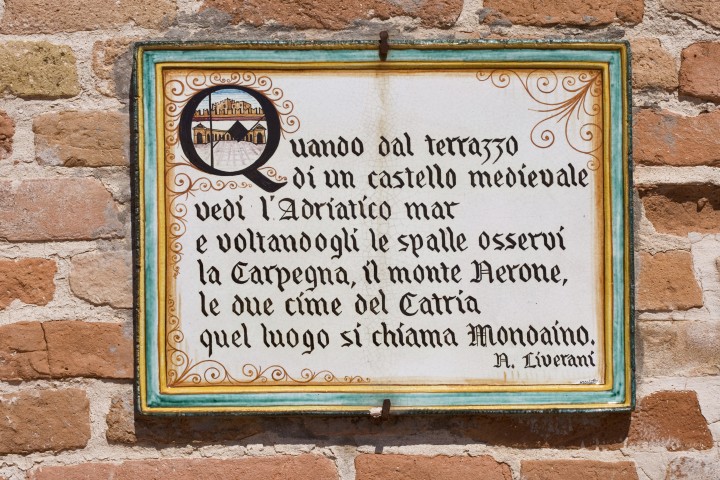 Quando dal terrazzo
di un castello medievale
vedi l'Adriatico mar
e voltandogli le spalle osservi
la Carpegna, il monte Nerone,
le due cime del Catria
quel luogo si chiama Mondaino.
N. Liverani